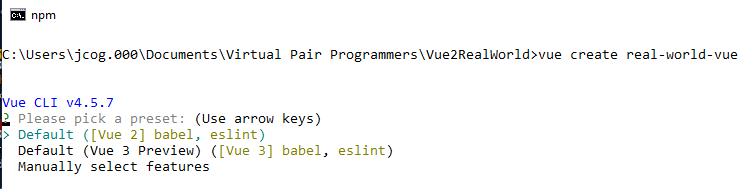 npm
C:\Users\jcog.000\Documents\Virtual Pair Programmers\Vue2RealWorld>vue create real-world-vue
Vue CLI v4.5.7
? Please pick a preset: (Use arrow keys)
> Default ([Vue 2] babel, eslint)
Default (Vue 3 Preview) ([Vue 3] babel, eslint)
Manually select features